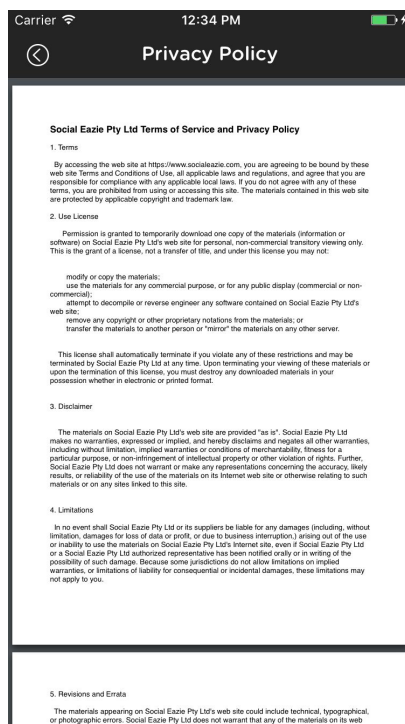 Carrier 12:34 PM
Privacy Policy
Social Eazie Pty Ltd Terms of Service and Privacy Policy
1. Terms
By accessing the web site at https://www.socialeazie.com, you are agreeing to be bound by these
web site Terms and Conditions of Use, all applicable laws and regulations, and agree that you are
responsible for compliance with any applicable local laws. If you do not agree with any of these
terms, you are prohibited from using or accessing this site. The materials contained in this web site
are protected by applicable copyright and trademark law.
2. Use License
Permission is granted to temporarily download one copy of the materials (information or
software) on Social Eazie Pty Ltd's web site for personal, non-commercial transitory viewing only.
This is the grant of a license, not a transfer of title, and under this license you may not:
modify or copy the materials;
use the materials for any commercial purpose, or for any public display (commercial or non-
commercial);
attempt to decompile or reverse engineer any software contained on Social Eazie Pty Ltd's
web site;
remove any copyright or other proprietary notations from the materials; or
transfer the materials to another person or "mirror" the materials on any other server.
This license shall automatically terminate if you violate any of these restrictions and may be
terminated by Social Eazie Pty Ltd at any time. Upon terminating your viewing of these materials or
upon the termination of this license, you must destroy any downloaded materials in your
possession whether in electronic or printed format.
3. Disclaimer
The materials on Social Eazie Pty Ltd's web site are provided "as is". Social Eazie Pty Ltd
makes no warranties, expressed or implied, and hereby disclaims and negates all other warranties,
including without limitation, implied warranties or conditions of merchantability, fitness for a
particular purpose, or non-infringement of intellectual property or other violation of rights. Further,
Social Eazie Pty Ltd does not warrant or make any representations concerning the accuracy, likely
results, or reliability of the use of the materials on its Internet web site or otherwise relating to such
materials or on any sites linked to this site.
4. Limitations
In no event shall Social Eazie Pty Ltd or its suppliers be liable for any damages (including, without
limitation, damages for loss of data or profit, or due to business interruption,) arising out of the use
or inability to use the materials on Social Eazie Pty Ltd's Internet site, even if Social Eazie Pty Ltd
or a Social Eazie Pty Ltd authorized representative has been notified orally or in writing of the
possibility of such damage. Because some jurisdictions do not allow limitations on implied
warranties, or limitations of liability for consequential or incidental damages, these limitations may
not apply to you.
5. Revisions and Errata
The materials appearing on Social Eazie Pty Ltd's web site could include technical, typographical,
or photographic errors. Social Eazie Pty Ltd does not warrant that any of the materials on its web